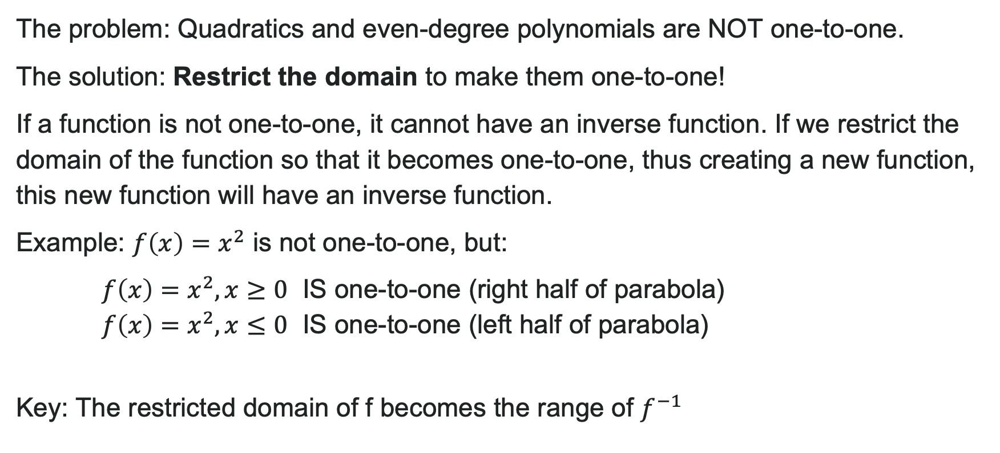 The problem: Quadratics and even-degree polynomials are NOT one-to-one.
The solution: Restrict the domain to make them one-to-one!
If a function is not one-to-one, it cannot have an inverse function. If we restrict the
domain of the function so that it becomes one-to-one, thus creating a new function,
this new function will have an inverse function.
Example: f(x) = x² is not one-to-one, but:
f(x) = x², x ≥ 0 IS one-to-one (right half of parabola)
f(x) = x², x ≤ 0 IS one-to-one (left half of parabola)
Key: The restricted domain of f becomes the range of f⁻¹